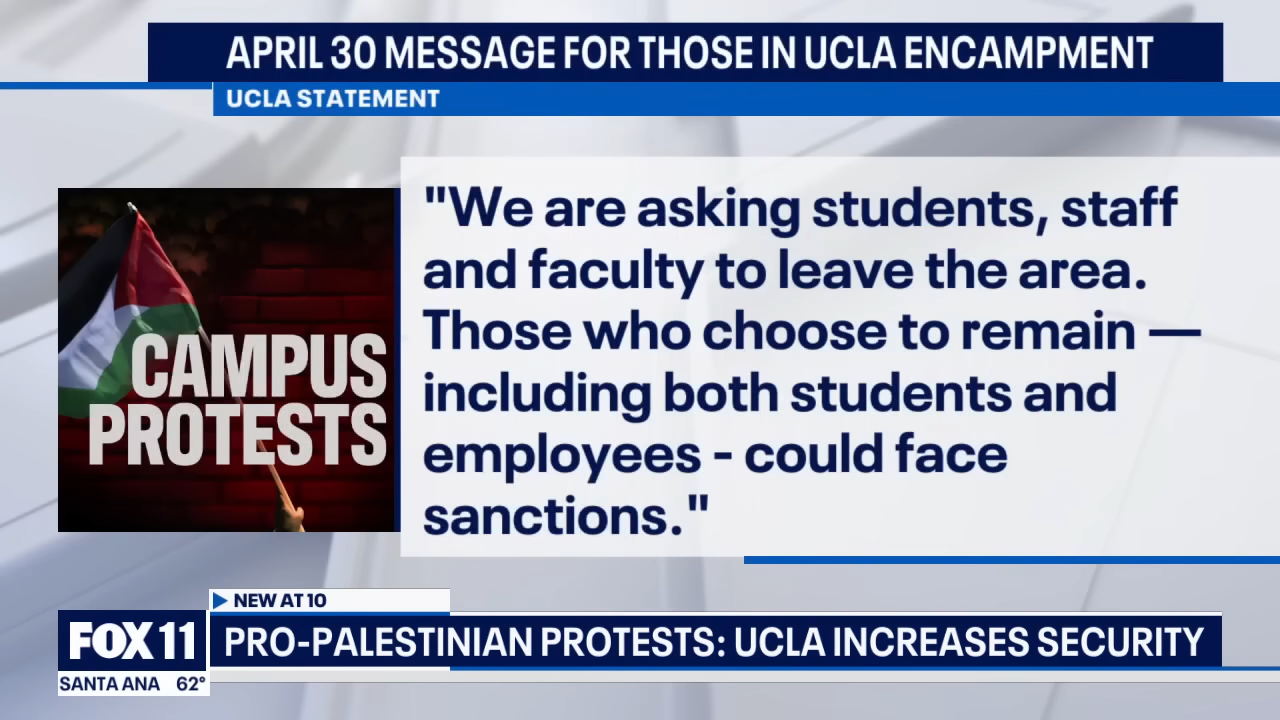 APRIL 30 MESSAGE FOR THOSE IN UCLA ENCAMPMENT
UCLA STATEMENT
"We are asking students, staff
and faculty to leave the area.
Those who choose to remain —
including both students and
employees - could face
sanctions."
CAMPUS
PROTESTS
NEW AT 10
FOX 11
PRO-PALESTINIAN PROTESTS: UCLA INCREASES SECURITY
SANTA ANA 62°